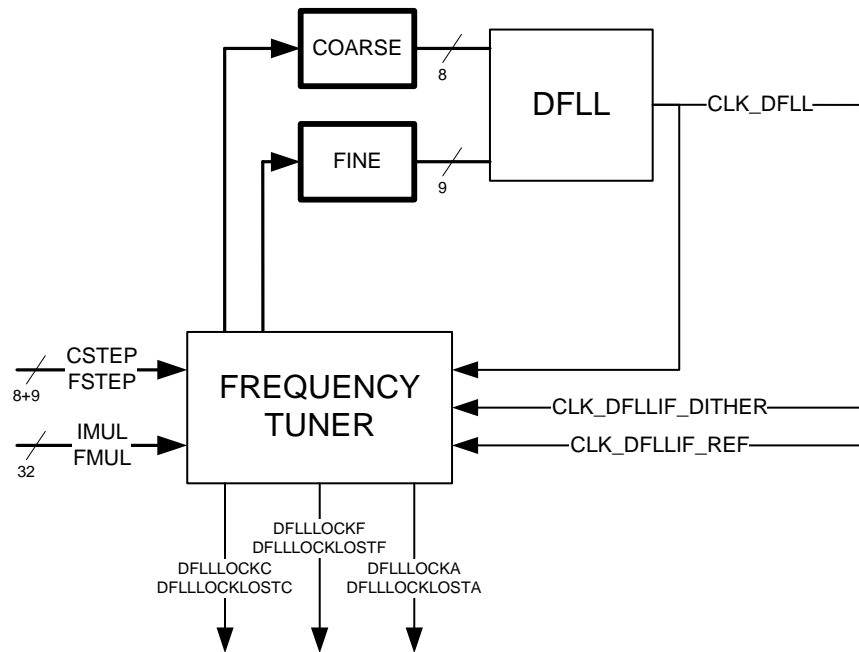 COARSE
8
DFLL
CLK_DFLL
FINE
9
CSTEP
FSTEP
8+9
FREQUENCY
TUNER
CLK_DFLLIF_DITHER
IMUL
FMUL
32
CLK_DFLLIF_REF
DFLLLOCKF
DFLLLOCKLOSTF
DFLLLOCKC
DFLLLOCKLOSTC
DFLLLOCKA
DFLLLOCKLOSTA